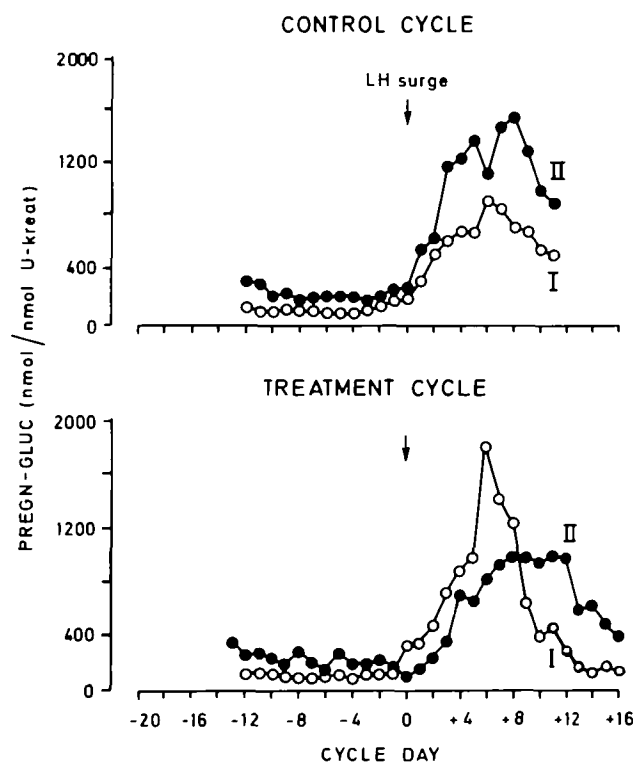 CONTROL CYCLE
2000
LH surge
1200
II
400
I
0
TREATMENT CYCLE
2000
1200
II
400
I
0
-20 -16 -12 -8 -4 0 +4 +8 +12 +16
CYCLE DAY
PREGN-GLUC (nmol/nmol U-kreat)